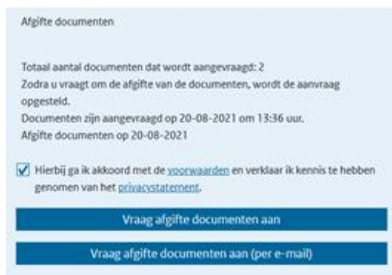 Afgifte documenten
Totaal aantal documenten dat wordt aangevraagd: 2
Zodra u vraagt om de afgifte van de documenten, wordt de aanvraag
opgesteld.
Documenten zijn aangevraagd op 20-08-2021 om 13:36 uur.
Afgifte documenten op 20-08-2021
Hierbij ga ik akkoord met de voorwaarden en verklaar ik kennis te hebben
genomen van het privacystatement.
Vraag afgifte documenten aan
Vraag afgifte documenten aan (per e-mail)